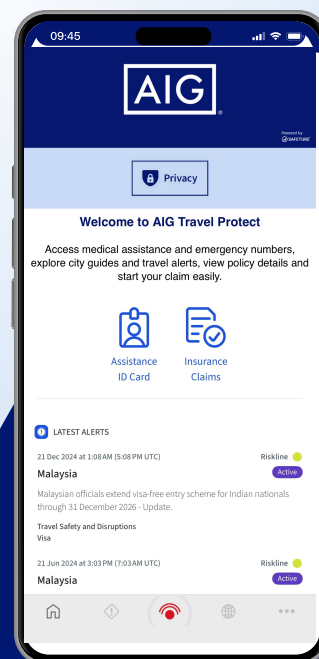 09:45
AIG
Powered by
SAFETURE
Privacy
Welcome to AIG Travel Protect
Access medical assistance and emergency numbers,
explore city guides and travel alerts, view policy details and
start your claim easily.
Assistance
ID Card
Insurance
Claims
LATEST ALERTS
21 Dec 2024 at 1:08 AM (5:08 PM UTC)
Riskline
Malaysia
Active
Malaysian officials extend visa-free entry scheme for Indian nationals
through 31 December 2026 - Update.
Travel Safety and Disruptions
Visa
21 Jun 2024 at 3:03 PM (7:03 AM UTC)
Riskline
Malaysia
Active